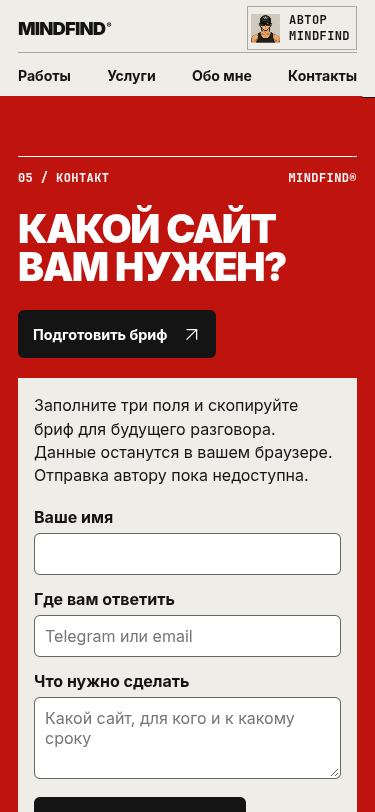 MINDFIND®
АВТОР
MINDFIND
Работы
Услуги
Обо мне
Контакты
05 / КОНТАКТ
MINDFIND®
КАКОЙ САЙТ
ВАМ НУЖЕН?
Подготовить бриф
Заполните три поля и скопируйте
бриф для будущего разговора.
Данные останутся в вашем браузере.
Отправка автору пока недоступна.
Ваше имя
Где вам ответить
Telegram или email
Что нужно сделать
Какой сайт, для кого и к какому
сроку